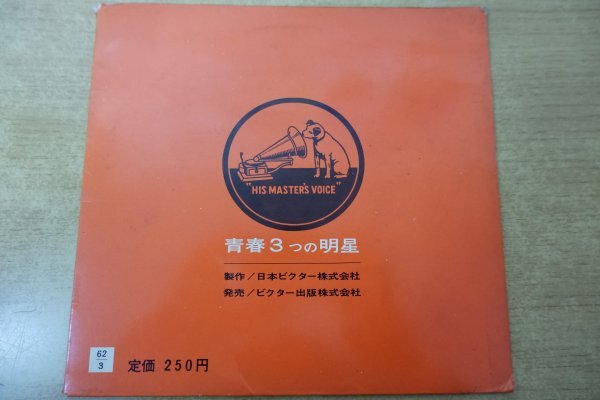 "HIS MASTER'S VOICE"
青春3つの明星
製作/日本ビクター株式会社
発売/ビクター出版株式会社
62
3
定価 250円